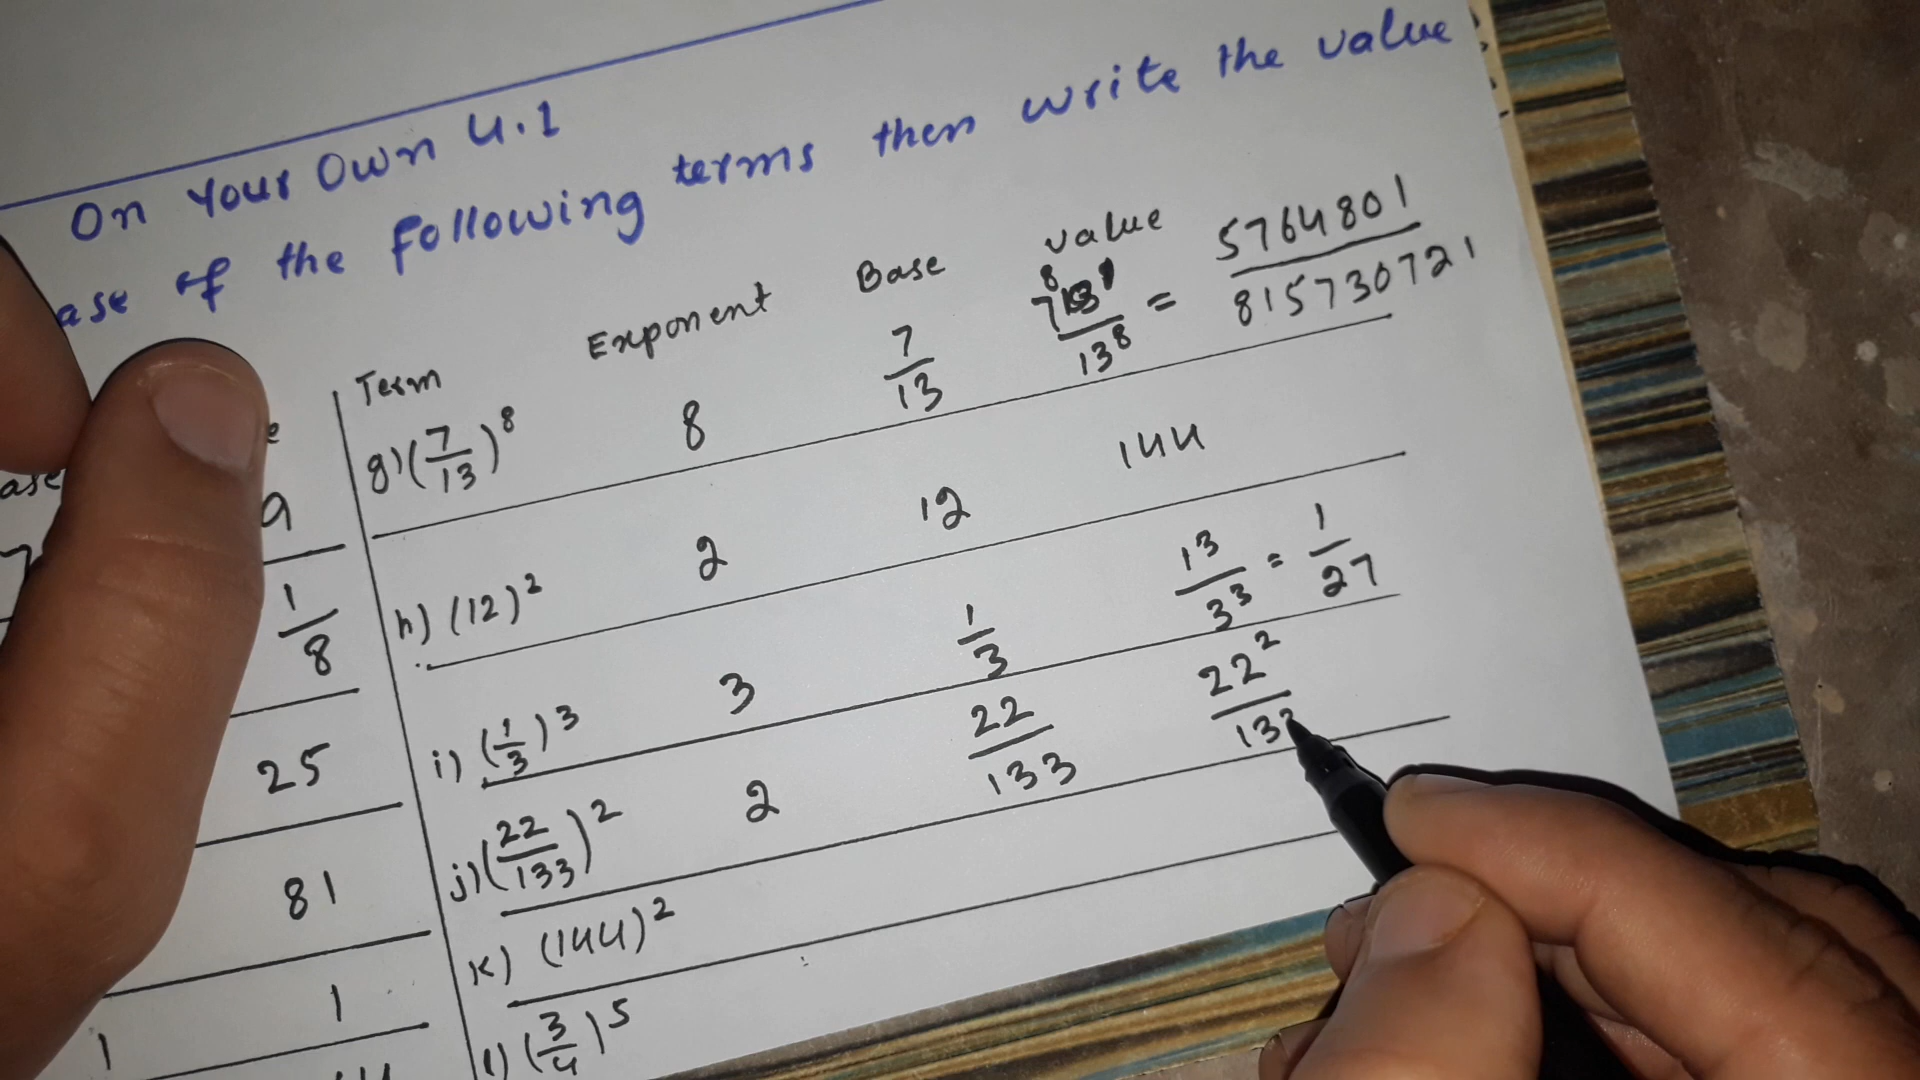 On Your Own 4.1
ase of the following terms then write the value
Term Exponent Base value
g) (7/13)^8 8 7/13 7^8/13^8 = 5764801/815730721
h) (12)^2 2 12 144
i) (1/3)^3 3 1/3 1^3/3^3 = 1/27
j) (22/133)^2 2 22/133 22^2/133
k) (144)^2
l) (3/4)^5
ase
9
1/8
25
81
1
1